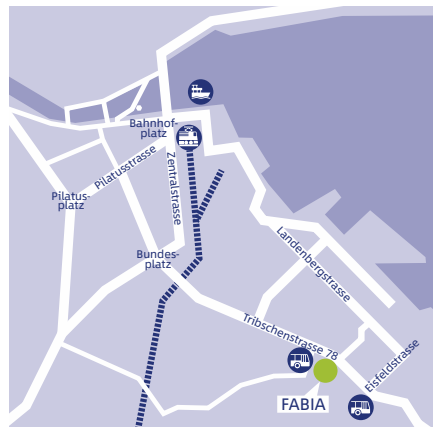 Bahnhof-
platz
Pilatusstrasse
Zentralstrasse
Pilatus-
platz
Bundes-
platz
Landenbergstrasse
Tribschenstrasse 78
Eisfeldstrasse
FABIA